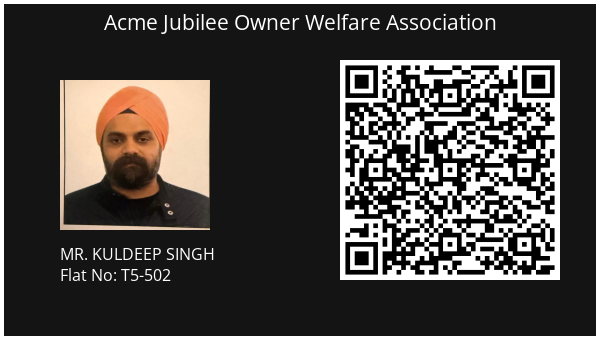 Acme Jubilee Owner Welfare Association
MR. KULDEEP SINGH
Flat No: T5-502